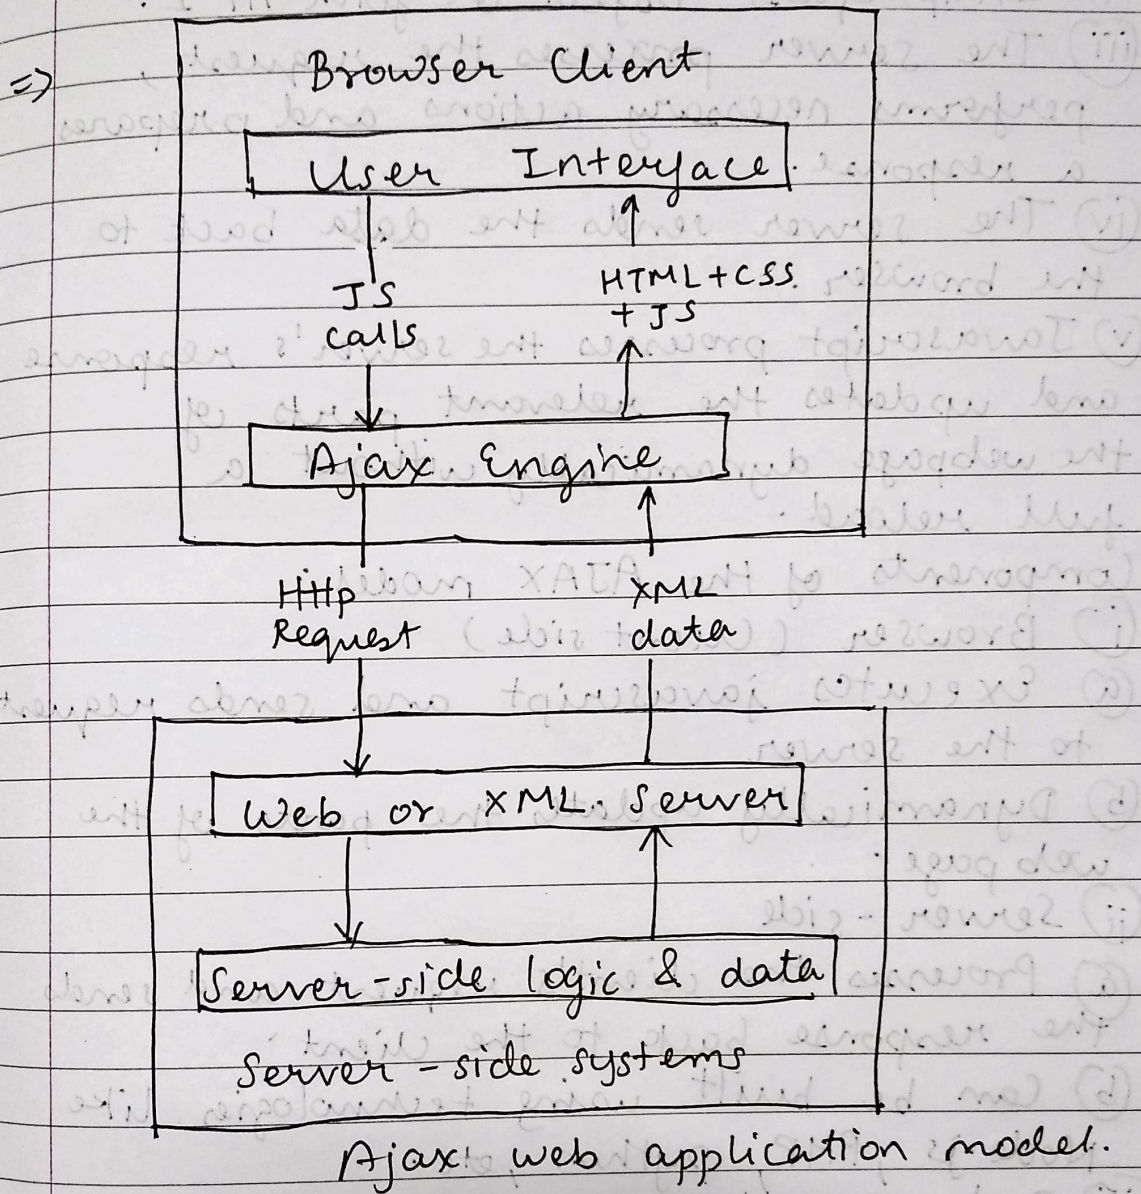 =>
Browser Client
User Interface
JS
calls
HTML + CSS
+ JS
Ajax Engine
Http
Request
XML
data
Web or XML Server
Server-side logic & data
Server-side systems
Ajax web application model.